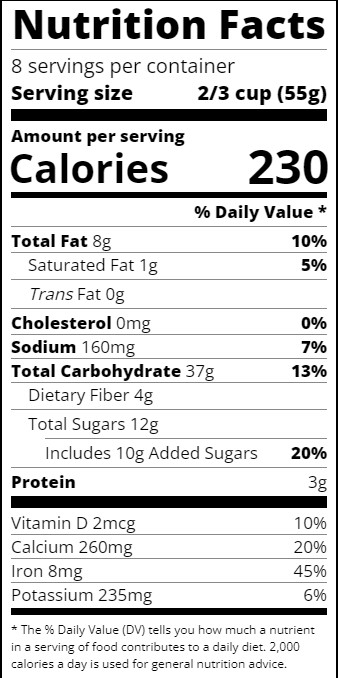 Nutrition Facts
8 servings per container
Serving size 2/3 cup (55g)
Amount per serving
Calories 230
% Daily Value *
Total Fat 8g 10%
Saturated Fat 1g 5%
Trans Fat 0g
Cholesterol 0mg 0%
Sodium 160mg 7%
Total Carbohydrate 37g 13%
Dietary Fiber 4g
Total Sugars 12g
Includes 10g Added Sugars 20%
Protein 3g
Vitamin D 2mcg 10%
Calcium 260mg 20%
Iron 8mg 45%
Potassium 235mg 6%
* The % Daily Value (DV) tells you how much a nutrient
in a serving of food contributes to a daily diet. 2,000
calories a day is used for general nutrition advice.